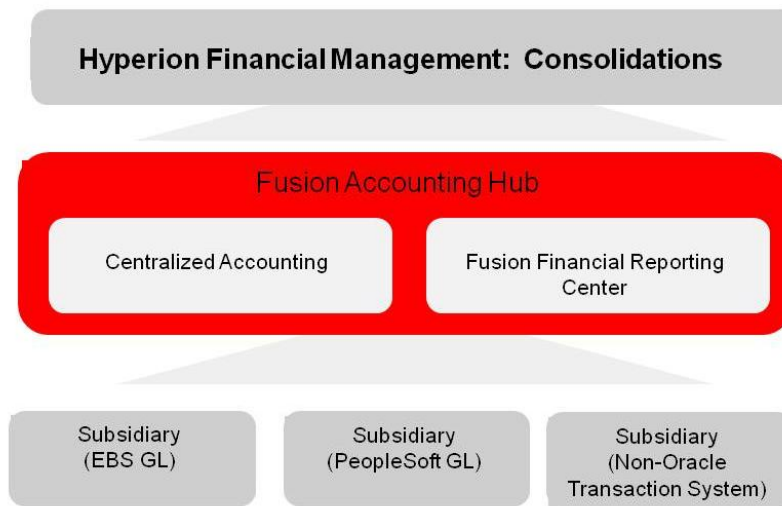 Hyperion Financial Management: Consolidations
Fusion Accounting Hub
Centralized Accounting
Fusion Financial Reporting
Center
Subsidiary
(EBS GL)
Subsidiary
(PeopleSoft GL)
Subsidiary
(Non-Oracle
Transaction System)